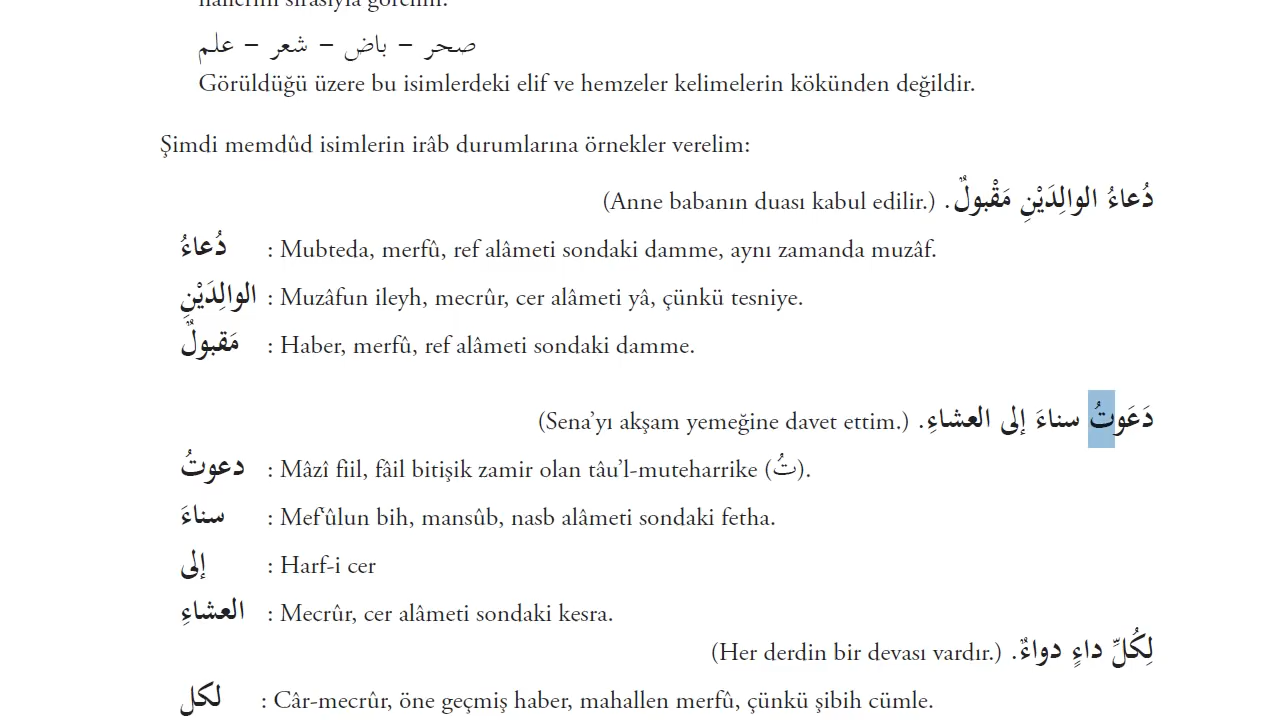 hallerini sırasıyla görelim:
صحر – باض – شعر – علم
Görüldüğü üzere bu isimlerdeki elif ve hemzeler kelimelerin kökünden değildir.
Şimdi memdûd isimlerin irâb durumlarına örnekler verelim:
دُعاءُ الوالِدَيْنِ مَقْبولٌ. (Anne babanın duası kabul edilir.)
دُعاءُ : Mubteda, merfû, ref alâmeti sondaki damme, aynı zamanda muzâf.
الوالِدَيْنِ : Muzâfun ileyh, mecrûr, cer alâmeti yâ, çünkü tesniye.
مَقبولٌ : Haber, merfû, ref alâmeti sondaki damme.
دَعَوتُ سناءَ إلى العشاءِ. (Sena’yı akşam yemeğine davet ettim.)
دعوتُ : Mâzî fiil, fâil bitişik zamir olan tâu’l-muteharrike (تُ).
سناءَ : Mef‘ûlun bih, mansûb, nasb alâmeti sondaki fetha.
إلى : Harf-i cer
العشاءِ : Mecrûr, cer alâmeti sondaki kesra.
لِكُلِّ داءٍ دواءٌ. (Her derdin bir devası vardır.)
لكل : Câr-mecrûr, öne geçmiş haber, mahallen merfû, çünkü şibih cümle.